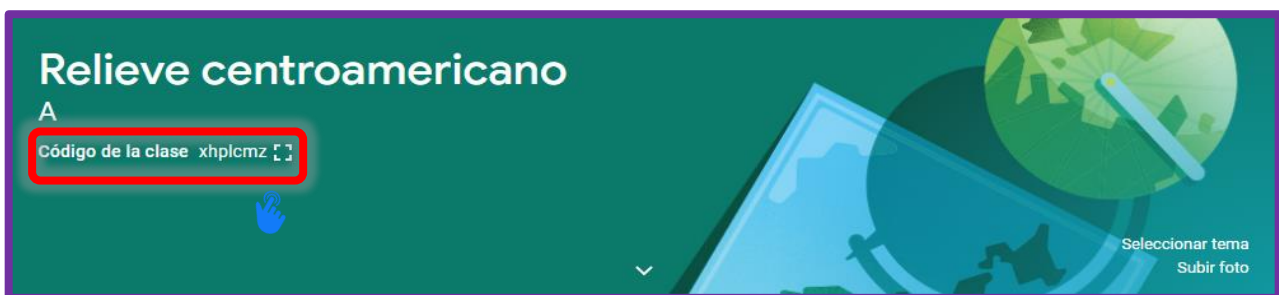 Relieve centroamericano
A
Código de la clase xhplcmz
Seleccionar tema
Subir foto